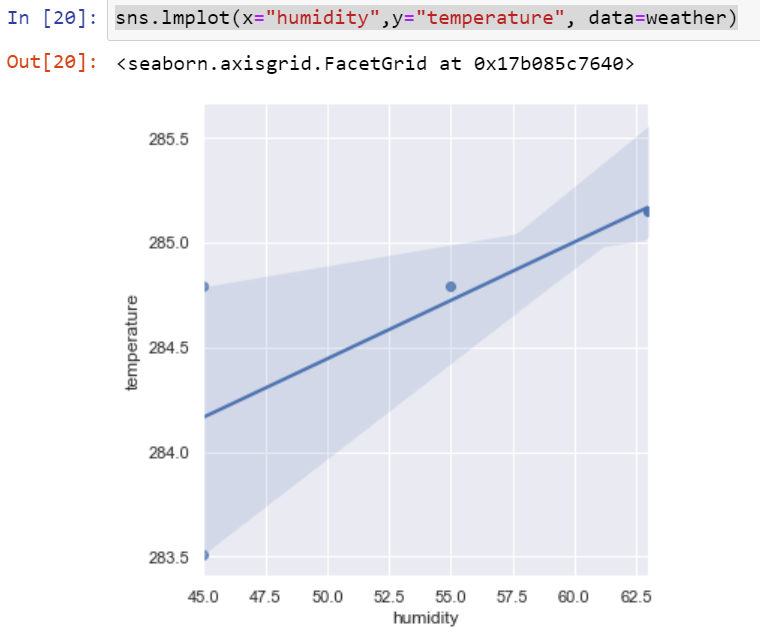 In [20]: sns.lmplot(x="humidity",y="temperature", data=weather)
Out[20]: <seaborn.axisgrid.FacetGrid at 0x17b085c7640>
285.5
285.0
284.5
284.0
283.5
temperature
45.0 47.5 50.0 52.5 55.0 57.5 60.0 62.5
humidity